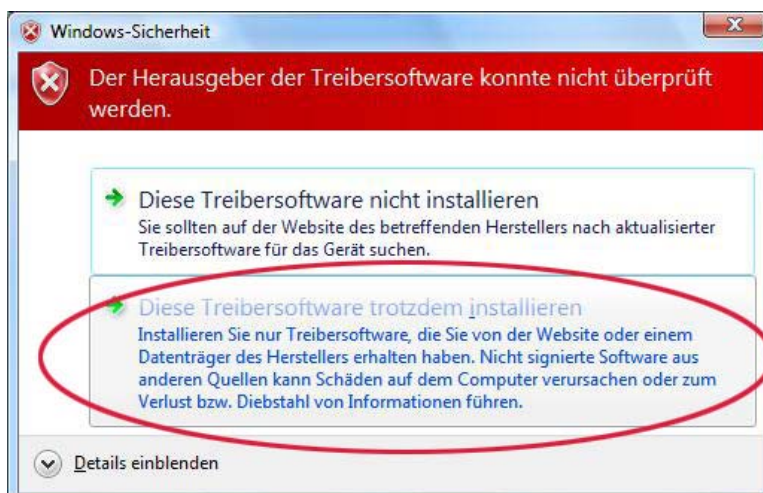 Windows-Sicherheit
Der Herausgeber der Treibersoftware konnte nicht überprüft
werden.
Diese Treibersoftware nicht installieren
Sie sollten auf der Website des betreffenden Herstellers nach aktualisierter
Treibersoftware für das Gerät suchen.
Diese Treibersoftware trotzdem installieren
Installieren Sie nur Treibersoftware, die Sie von der Website oder einem
Datenträger des Herstellers erhalten haben. Nicht signierte Software aus
anderen Quellen kann Schäden auf dem Computer verursachen oder zum
Verlust bzw. Diebstahl von Informationen führen.
Details einblenden